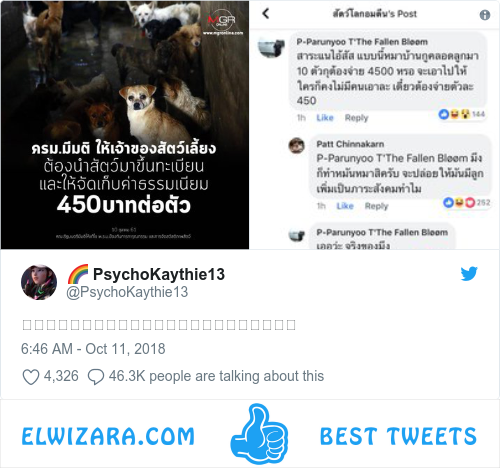 MGR
ONLINE
www.mgronline.com
ครม.มีมติ ให้เจ้าของสัตว์เลี้ยง
ต้องนำสัตว์มาขึ้นทะเบียน
และให้จัดเก็บค่าธรรมเนียม
450บาทต่อตัว
สัตว์โลกอมตีน's Post
P-Parunyoo T'The Fallen Bløøm
สาระแนไอ้สัส แบบนี้หมาบ้านกูคลอดลูกมา
10 ตัวกูต้องจ่าย 4500 หรอ จะเอาไปให้
ใครก็คงไม่มีคนเอาละ เดี๋ยวต้องจ่ายตัวละ
450
1h Like Reply 144
Patt Chinnakarn
P-Parunyoo T'The Fallen Bløøm มึง
ก็ทำหมันหมาสิครับ จะปล่อยให้มันมีลูก
เพิ่มเป็นภาระสังคมทำไม
1h Like Reply 252
P-Parunyoo T'The Fallen Bløøm
เออว่ะ จริงของมึง
PsychoKaythie13
@PsychoKaythie13
6:46 AM - Oct 11, 2018
4,326 46.3K people are talking about this
ELWIZARA.COM BEST TWEETS